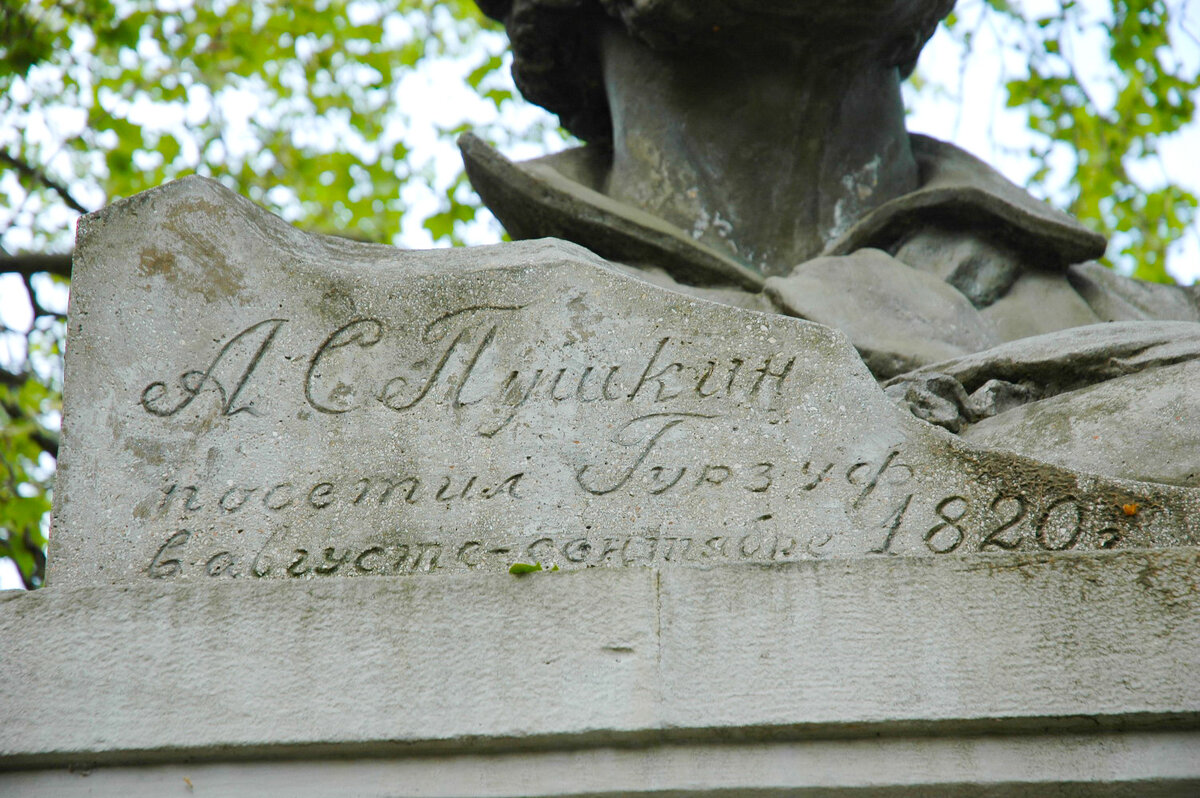 А С Пушкин
посетил Гурзуф
в августе-сентябре 1820 г